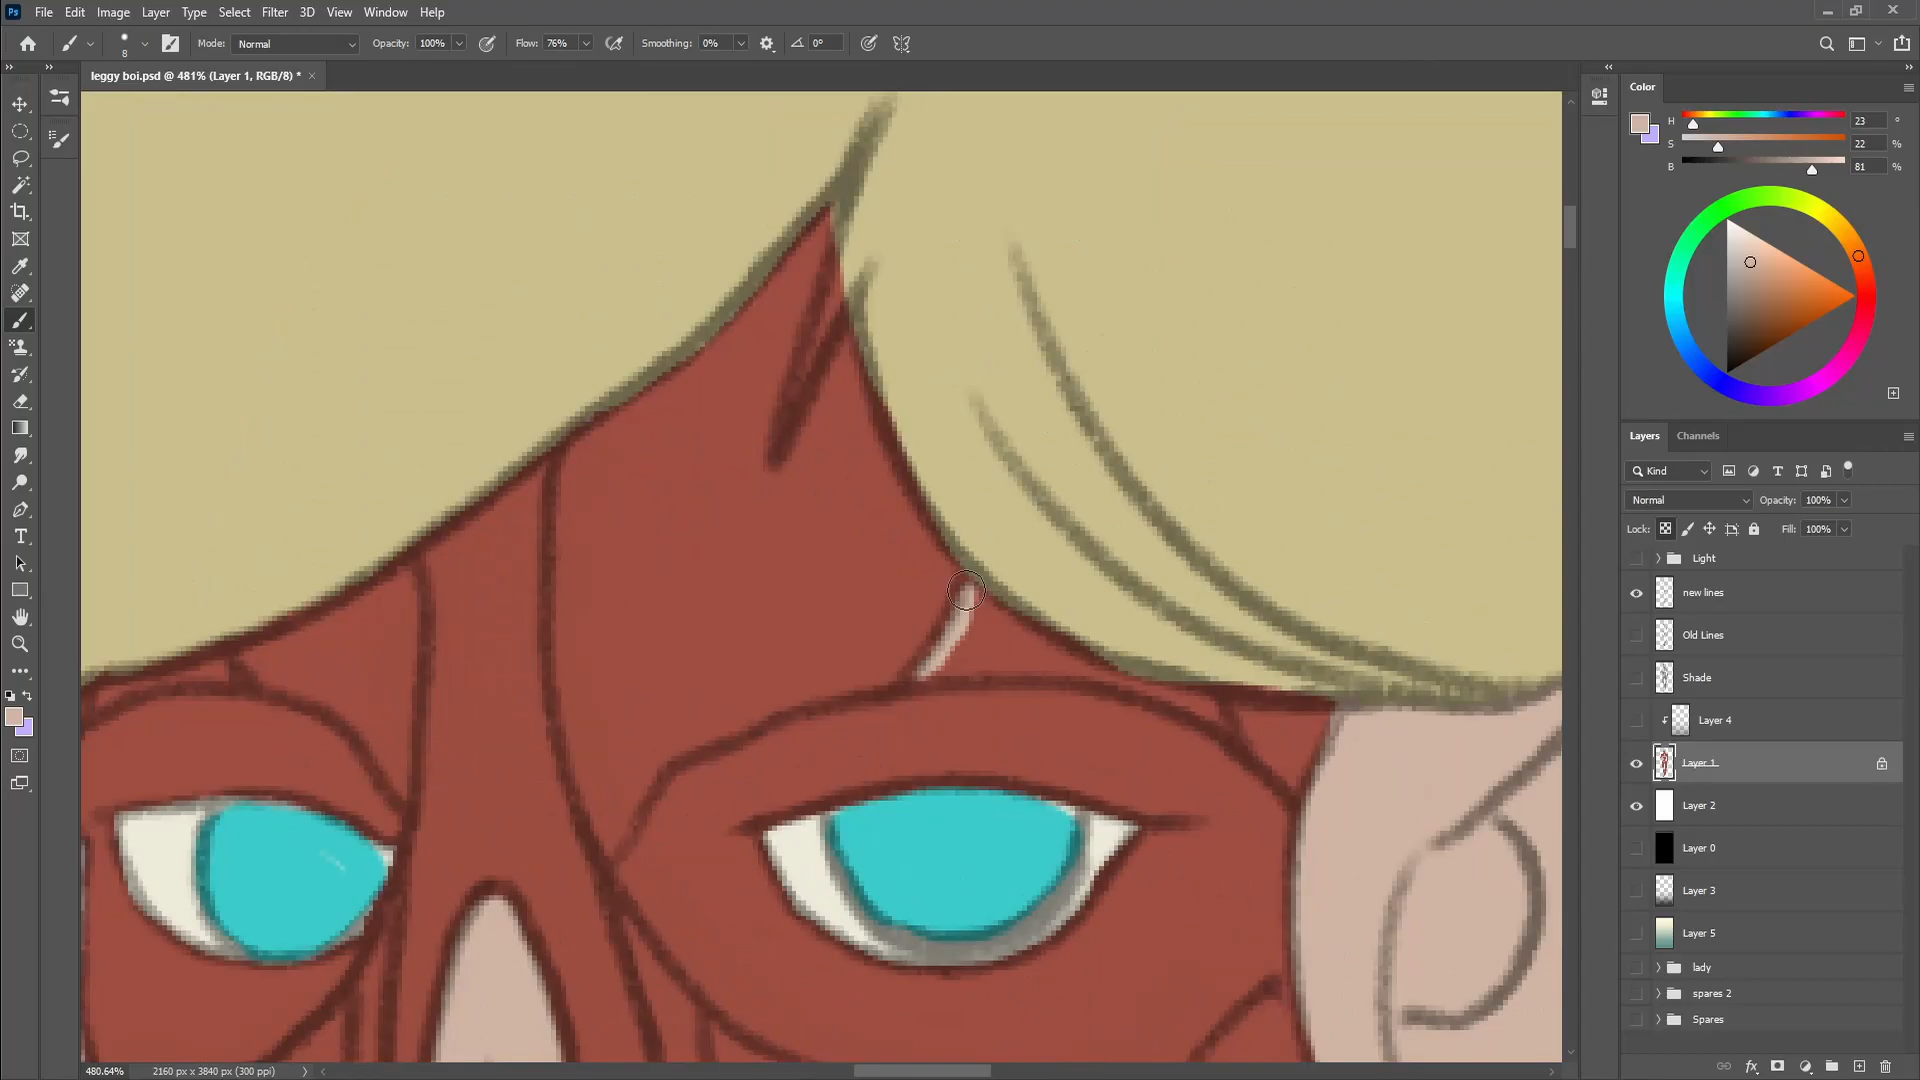 Ps File Edit Image Layer Type Select Filter 3D View Window Help
8 Mode: Normal Opacity: 100% Flow: 76% Smoothing: 0% 0°
leggy boi.psd @ 481% (Layer 1, RGB/8) *
Color
H 23 °
S 22 %
B 81 %
Layers Channels
Kind
Normal Opacity: 100%
Lock: Fill: 100%
Light
new lines
Old Lines
Shade
Layer 4
Layer 1
Layer 2
Layer 0
Layer 3
Layer 5
lady
spares 2
Spares
480.64% 2160 px x 3840 px (300 ppi)